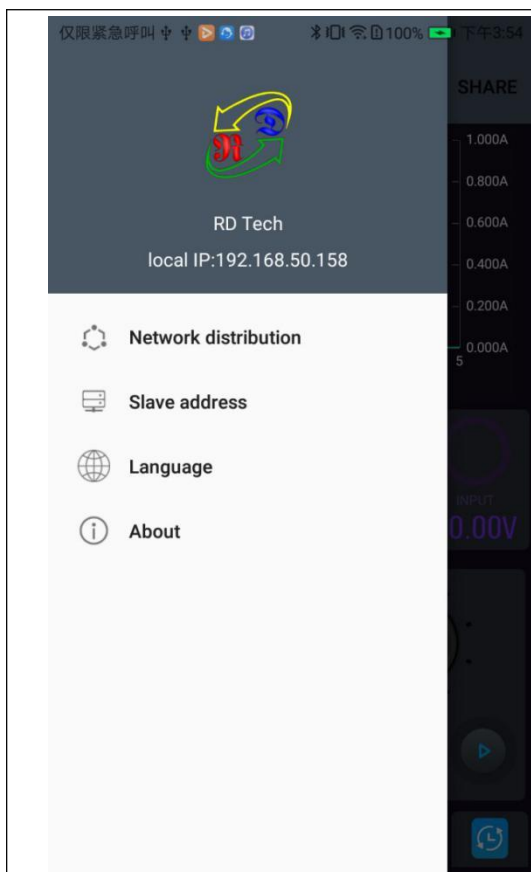 仅限紧急呼叫 100% 下午3:54
SHARE
1.000A
0.800A
0.600A
0.400A
0.200A
0.000A
5
RD Tech
local IP:192.168.50.158
Network distribution
Slave address
Language
About
INPUT
0.00V